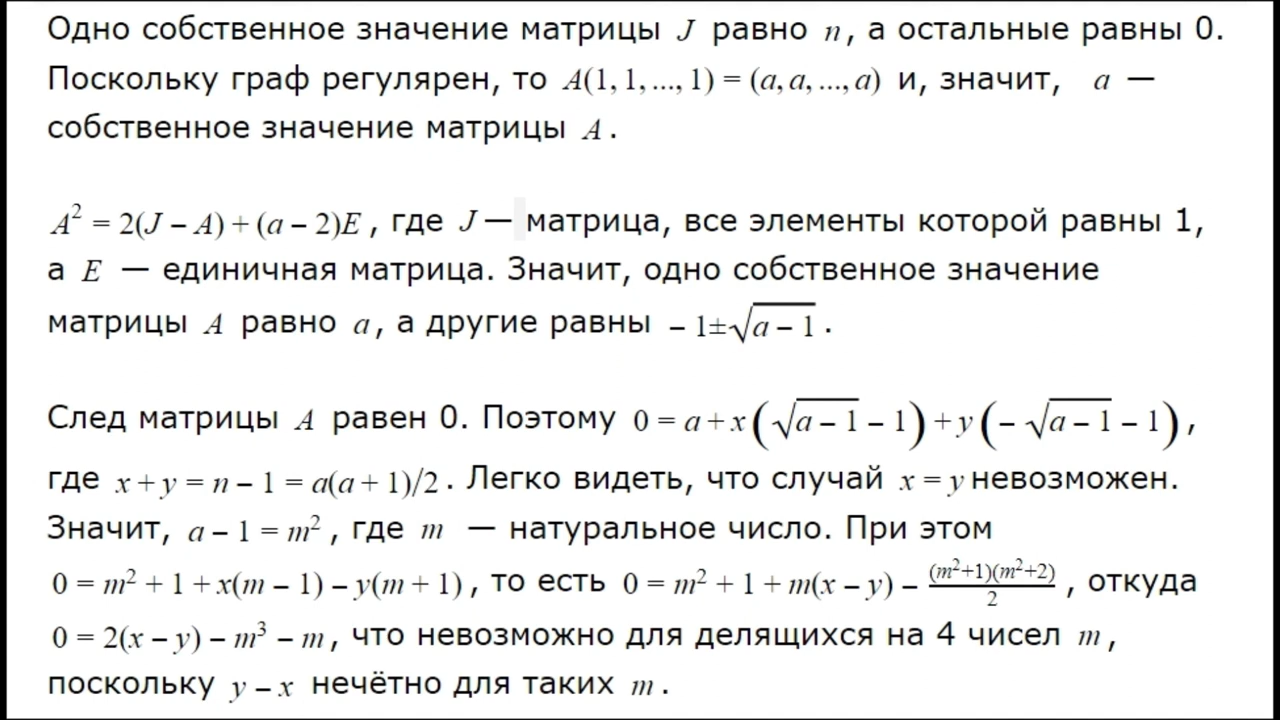 Одно собственное значение матрицы J равно n, а остальные равны 0.
Поскольку граф регулярен, то A(1, 1, ..., 1) = (a, a, ..., a) и, значит, a —
собственное значение матрицы A.
A² = 2(J – A) + (a – 2)E, где J — матрица, все элементы которой равны 1,
а E — единичная матрица. Значит, одно собственное значение
матрицы A равно a, а другие равны – 1±√(a – 1).
След матрицы A равен 0. Поэтому 0 = a + x(√(a – 1) – 1) + y(– √(a – 1) – 1),
где x + y = n – 1 = a(a + 1)/2. Легко видеть, что случай x = y невозможен.
Значит, a – 1 = m², где m — натуральное число. При этом
0 = m² + 1 + x(m – 1) – y(m + 1), то есть 0 = m² + 1 + m(x – y) – (m²+1)(m²+2)/2, откуда
0 = 2(x – y) – m³ – m, что невозможно для делящихся на 4 чисел m,
поскольку y – x нечётно для таких m.